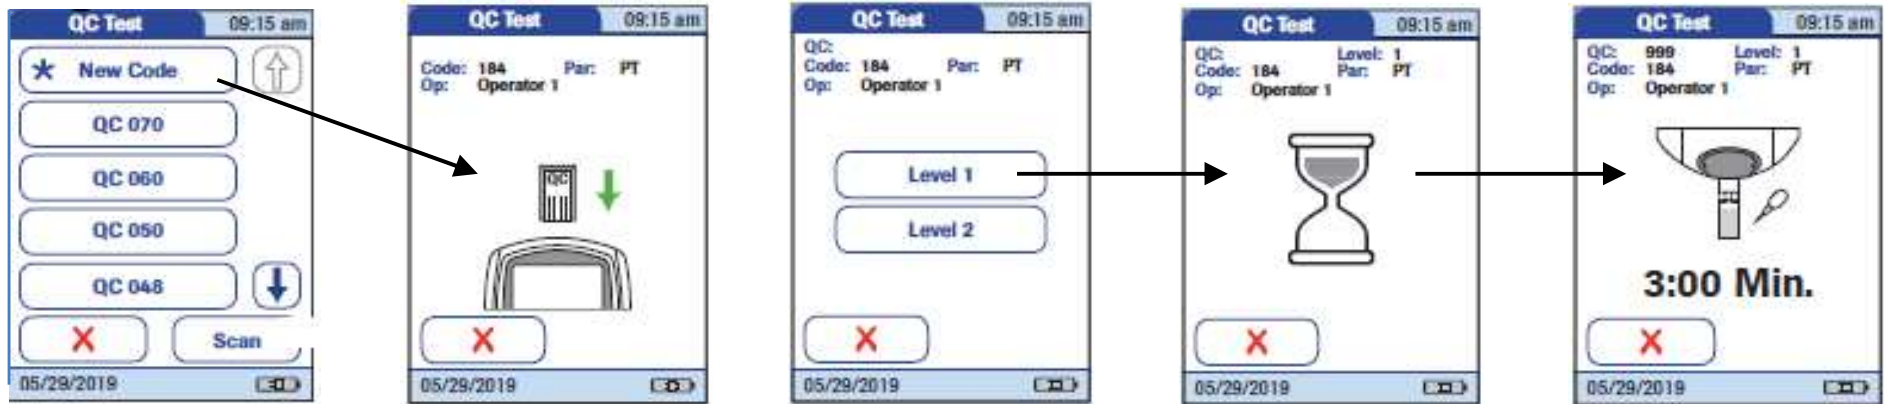 QC Test 09:15 am
* New Code
QC 070
QC 060
QC 050
QC 048
X Scan
05/29/2019
QC Test 09:15 am
Code: 184 Par: PT
Op: Operator 1
QC
X
05/29/2019
QC Test 09:15 am
QC:
Code: 184 Par: PT
Op: Operator 1
Level 1
Level 2
X
05/29/2019
QC Test 09:15 am
QC: Level: 1
Code: 184 Par: PT
Op: Operator 1
X
05/29/2019
QC Test 09:15 am
QC: 999 Level: 1
Code: 184 Par: PT
Op: Operator 1
3:00 Min.
X
05/29/2019